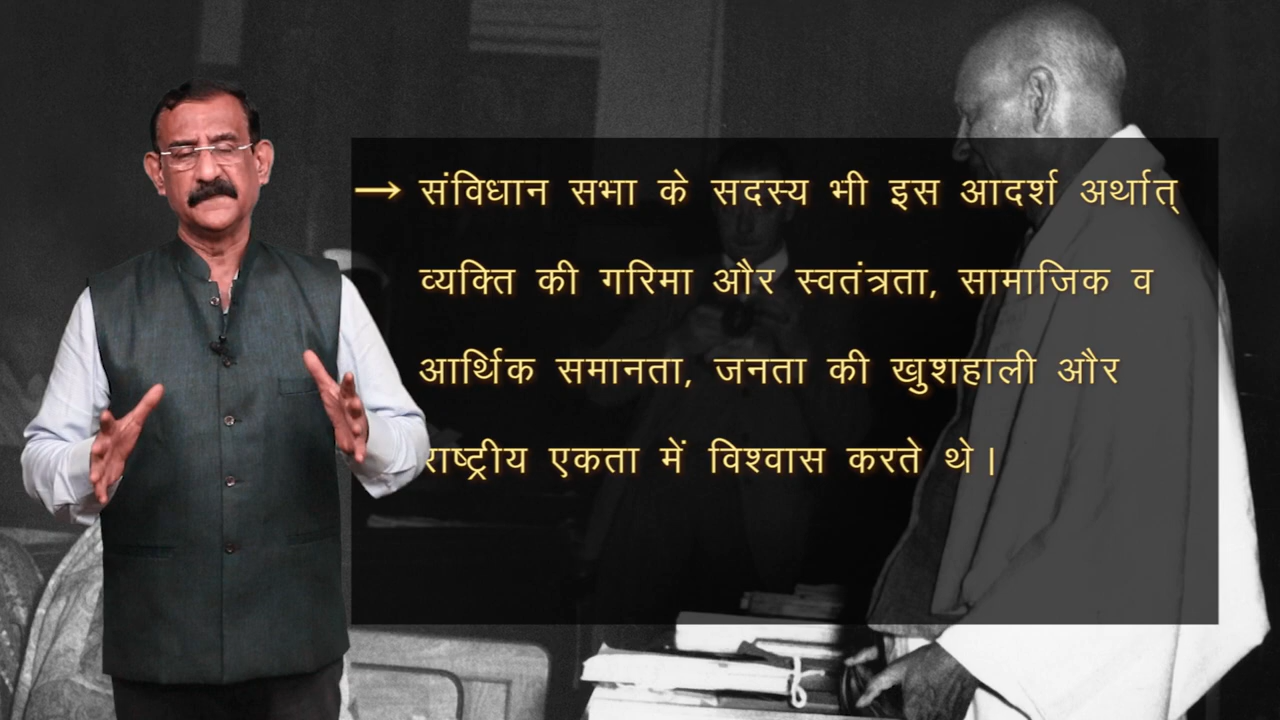 → संविधान सभा के सदस्य भी इस आदर्श अर्थात्
व्यक्ति की गरिमा और स्वतंत्रता, सामाजिक व
आर्थिक समानता, जनता की खुशहाली और
राष्ट्रीय एकता में विश्वास करते थे।